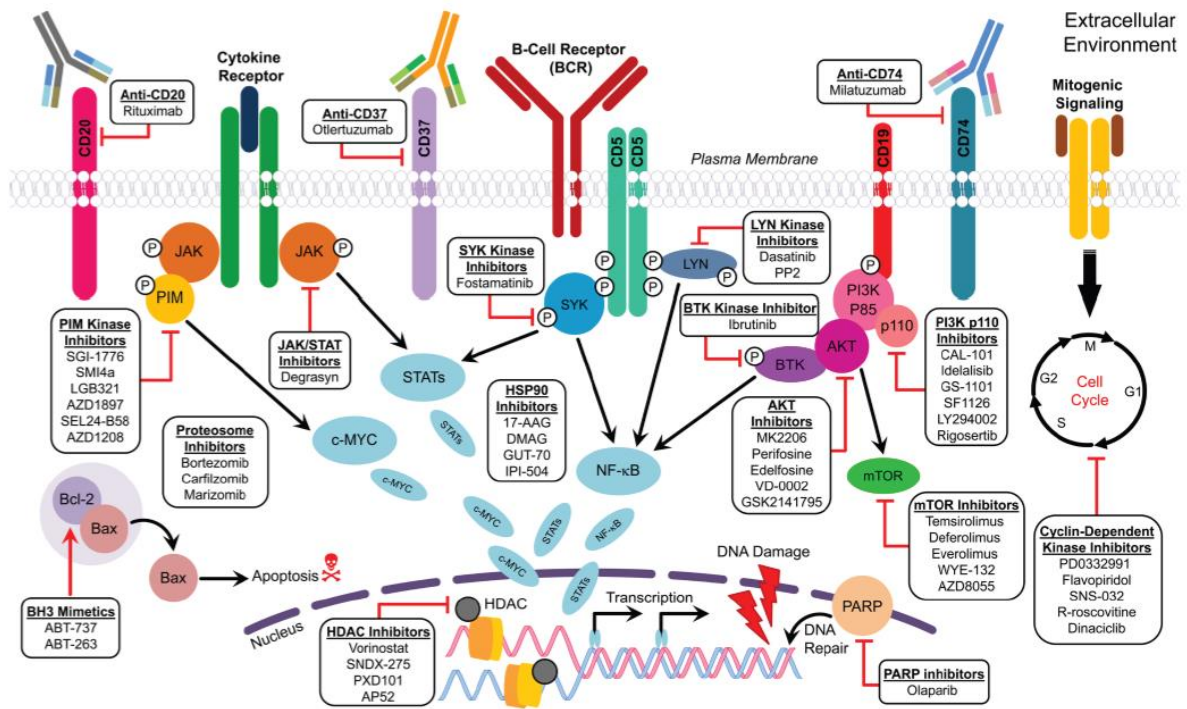 Extracellular
Environment
Cytokine
Receptor
B-Cell Receptor
(BCR)
Mitogenic
Signaling
Anti-CD20
Rituximab
Anti-CD37
Otlertuzumab
Anti-CD74
Milatuzumab
CD20
CD37
CD5
CD5
CD19
CD74
Plasma Membrane
P
JAK
P
PIM
JAK
P
SYK Kinase
Inhibitors
Fostamatinib
P
SYK
P
P
P
P
LYN
P
LYN Kinase
Inhibitors
Dasatinib
PP2
BTK Kinase Inhibitor
Ibrutinib
P
BTK
AKT
P
PI3K
P85
p110
PI3K p110
Inhibitors
CAL-101
Idelalisib
GS-1101
SF1126
LY294002
Rigosertib
M
G2
G1
S
Cell
Cycle
PIM Kinase
Inhibitors
SGI-1776
SMI4a
LGB321
AZD1897
SEL24-B58
AZD1208
JAK/STAT
Inhibitors
Degrasyn
STATs
STATs
c-MYC
c-MYC
c-MYC
c-MYC
STATs
STATs
Proteosome
Inhibitors
Bortezomib
Carfilzomib
Marizomib
HSP90
Inhibitors
17-AAG
DMAG
GUT-70
IPI-504
NF-κB
NF-κB
AKT
Inhibitors
MK2206
Perifosine
Edelfosine
VD-0002
GSK2141795
mTOR
mTOR Inhibitors
Temsirolimus
Deferolimus
Everolimus
WYE-132
AZD8055
Cyclin-Dependent
Kinase Inhibitors
PD0332991
Flavopiridol
SNS-032
R-roscovitine
Dinaciclib
Bcl-2
Bax
Bax
Apoptosis
BH3 Mimetics
ABT-737
ABT-263
Nucleus
HDAC
HDAC Inhibitors
Vorinostat
SNDX-275
PXD101
AP52
Transcription
DNA Damage
PARP
DNA
Repair
PARP inhibitors
Olaparib